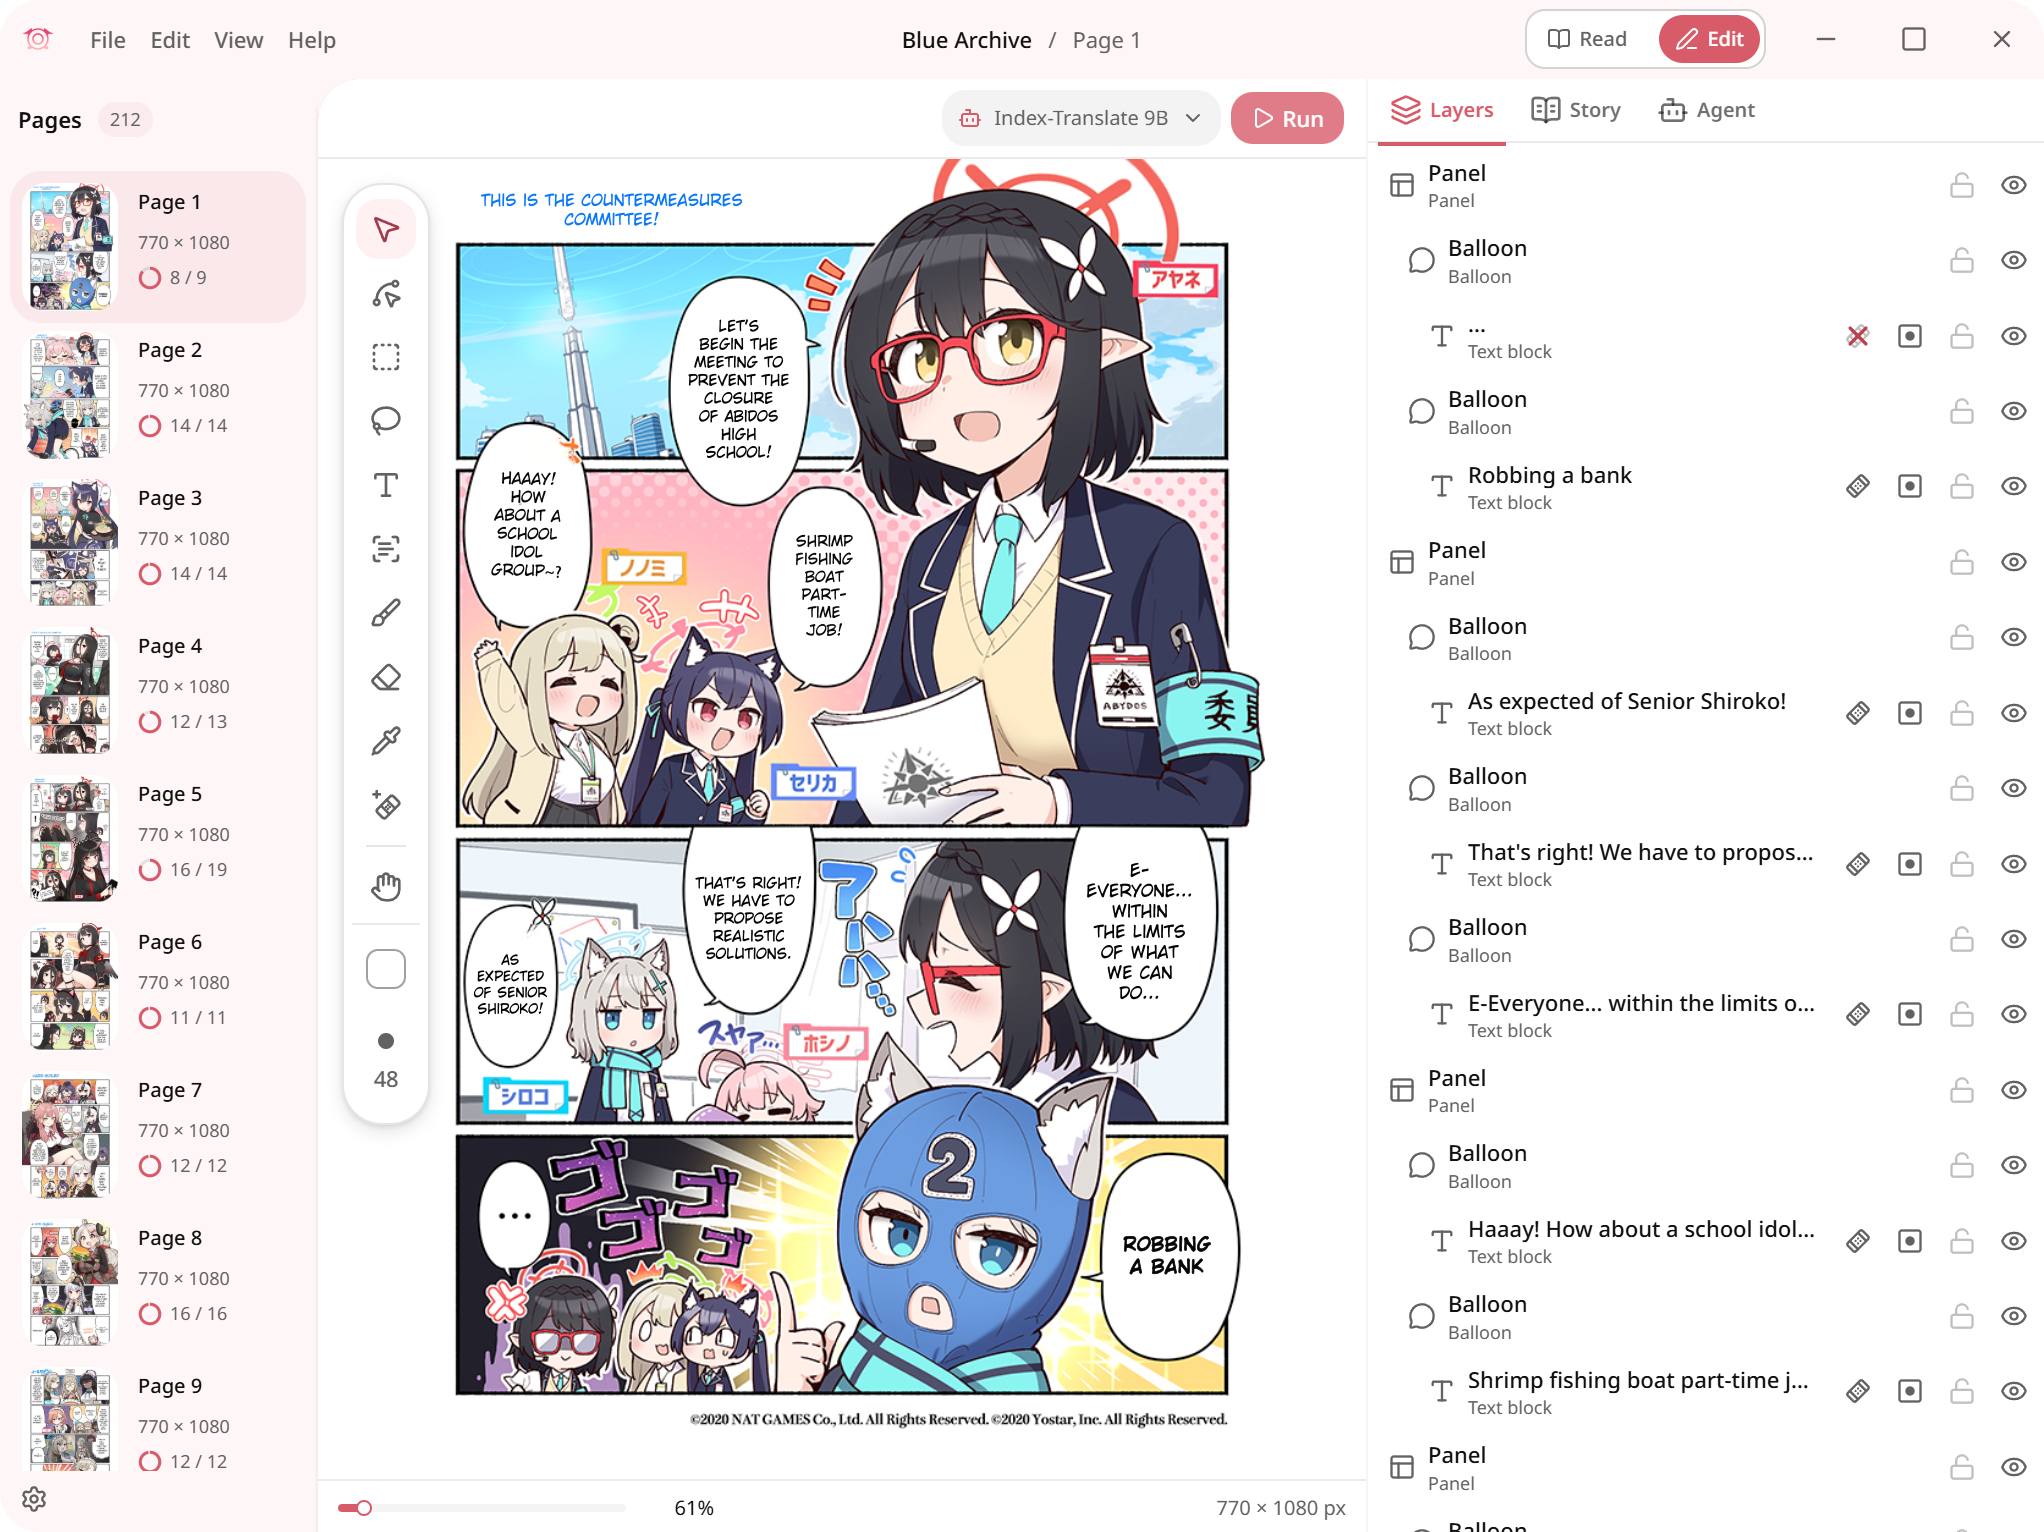 File Edit View Help
Blue Archive / Page 1
Read Edit
Pages 212
Page 1
770 × 1080
8 / 9
Page 2
770 × 1080
14 / 14
Page 3
770 × 1080
14 / 14
Page 4
770 × 1080
12 / 13
Page 5
770 × 1080
16 / 19
Page 6
770 × 1080
11 / 11
Page 7
770 × 1080
12 / 12
Page 8
770 × 1080
16 / 16
Page 9
770 × 1080
12 / 12
Index-Translate 9B
Run
48
THIS IS THE COUNTERMEASURES
COMMITTEE!
アヤネ
LET'S
BEGIN THE
MEETING TO
PREVENT THE
CLOSURE
OF ABIDOS
HIGH
SCHOOL!
HAAAY!
HOW
ABOUT A
SCHOOL
IDOL
GROUP~?
ノノミ
SHRIMP
FISHING
BOAT
PART-
TIME
JOB!
セリカ
ABYDOS
委員
E-
EVERYONE...
WITHIN
THE LIMITS
OF WHAT
WE CAN
DO...
アハハ...
THAT'S RIGHT!
WE HAVE TO
PROPOSE
REALISTIC
SOLUTIONS.
AS
EXPECTED
OF SENIOR
SHIROKO!
スヤァ...
ホシノ
シロコ
...
ゴゴゴゴ
2
ROBBING
A BANK
©2020 NAT GAMES Co., Ltd. All Rights Reserved. ©2020 Yostar, Inc. All Rights Reserved.
61%
770 × 1080 px
Layers Story Agent
Panel
Panel
Balloon
Balloon
...
Text block
Balloon
Balloon
Robbing a bank
Text block
Panel
Panel
Balloon
Balloon
As expected of Senior Shiroko!
Text block
Balloon
Balloon
That's right! We have to propos...
Text block
Balloon
Balloon
E-Everyone... within the limits o...
Text block
Panel
Panel
Balloon
Balloon
Haaay! How about a school idol...
Text block
Balloon
Balloon
Shrimp fishing boat part-time j...
Text block
Panel
Panel
Balloon